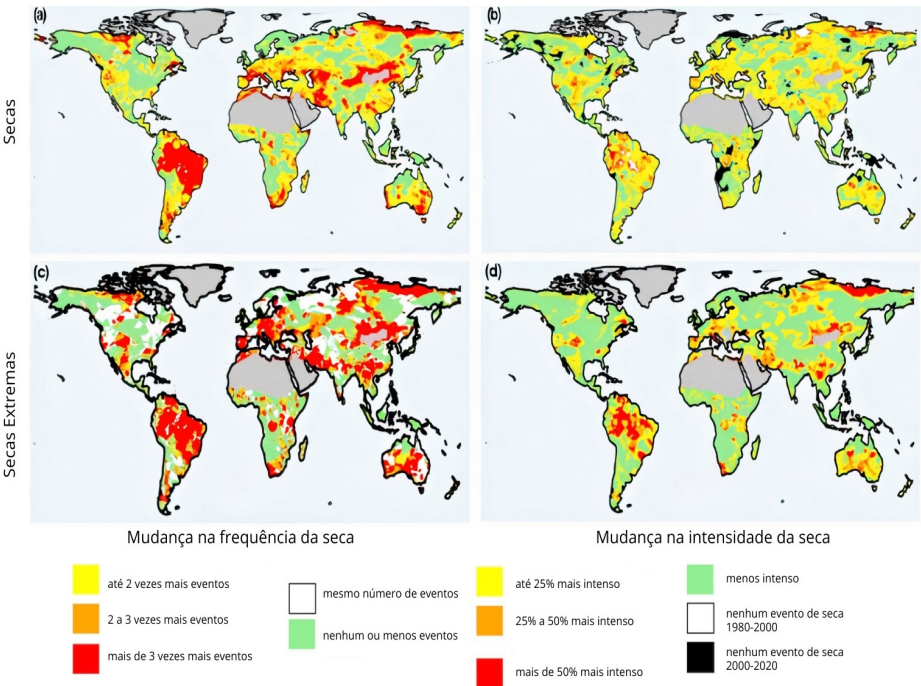 (a)
(b)
Secas
(c)
(d)
Secas Extremas
Mudança na frequência da seca
Mudança na intensidade da seca
até 2 vezes mais eventos
2 a 3 vezes mais eventos
mais de 3 vezes mais eventos
mesmo número de eventos
nenhum ou menos eventos
até 25% mais intenso
25% a 50% mais intenso
mais de 50% mais intenso
menos intenso
nenhum evento de seca
1980-2000
nenhum evento de seca
2000-2020